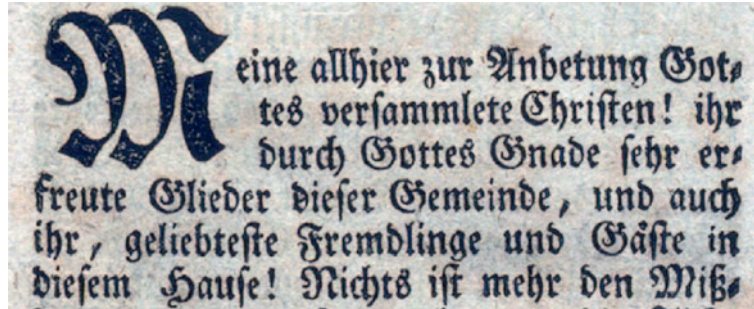 Meine allhier zur Anbetung Got⸗
tes verſammlete Chriſten! ihr
durch Gottes Gnade ſehr er⸗
freute Glieder dieſer Gemeinde, und auch
ihr, geliebteſte Fremdlinge und Gäſte in
dieſem Hauſe! Nichts iſt mehr den Miß⸗